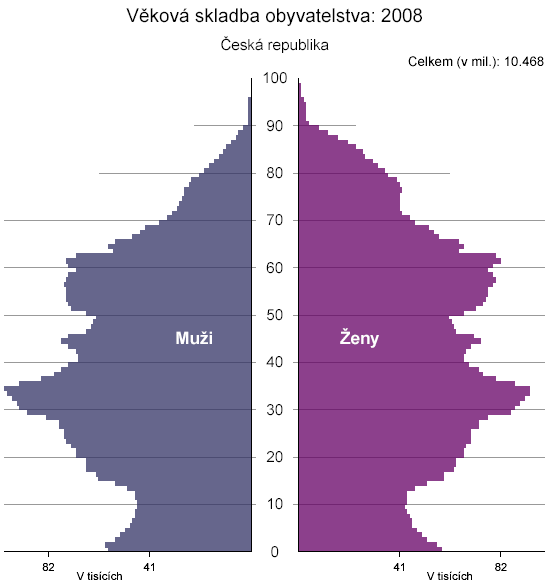 Věková skladba obyvatelstva: 2008
Česká republika
Celkem (v mil.): 10.468
100
90
80
70
60
50
Muži Ženy
40
30
20
10
0
82 41 41 82
V tisících V tisících